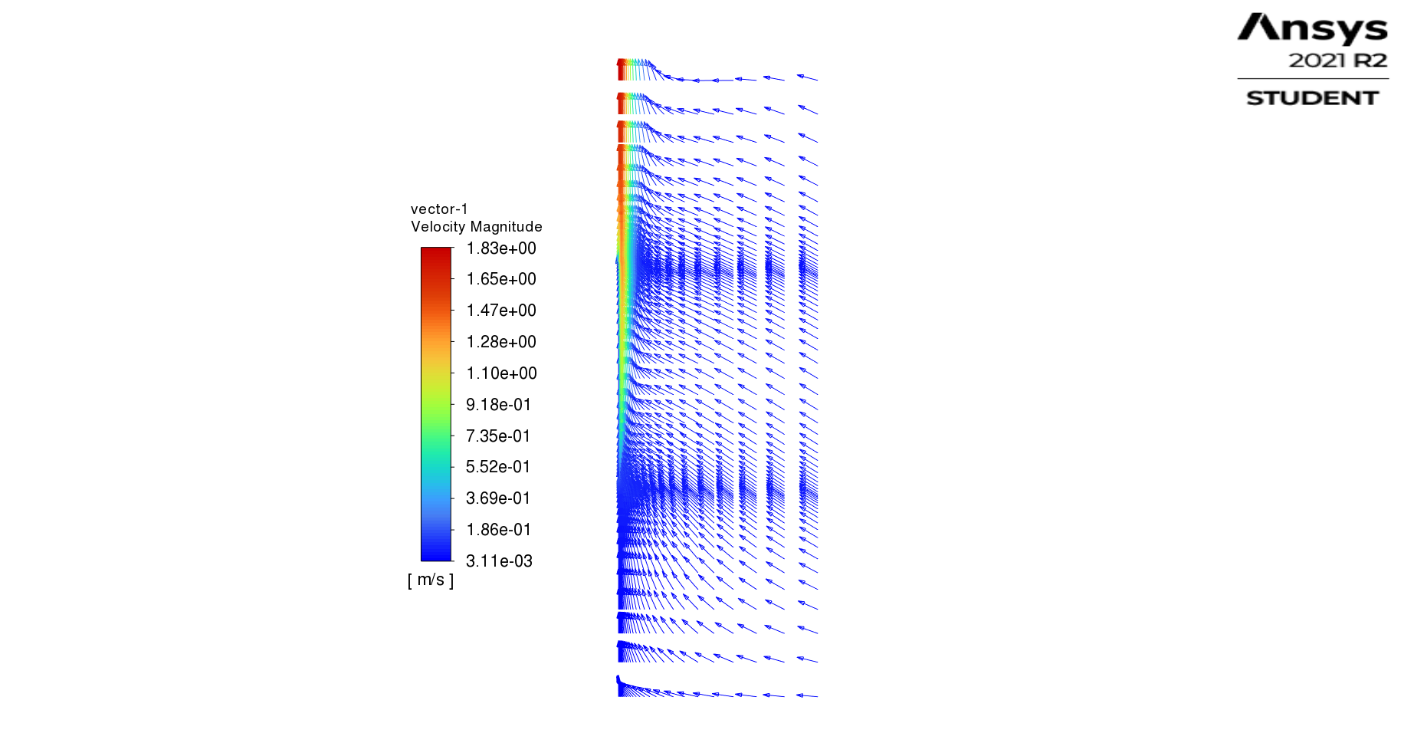 Ansys
2021 R2
STUDENT
vector-1
Velocity Magnitude
1.83e+00
1.65e+00
1.47e+00
1.28e+00
1.10e+00
9.18e-01
7.35e-01
5.52e-01
3.69e-01
1.86e-01
3.11e-03
[ m/s ]